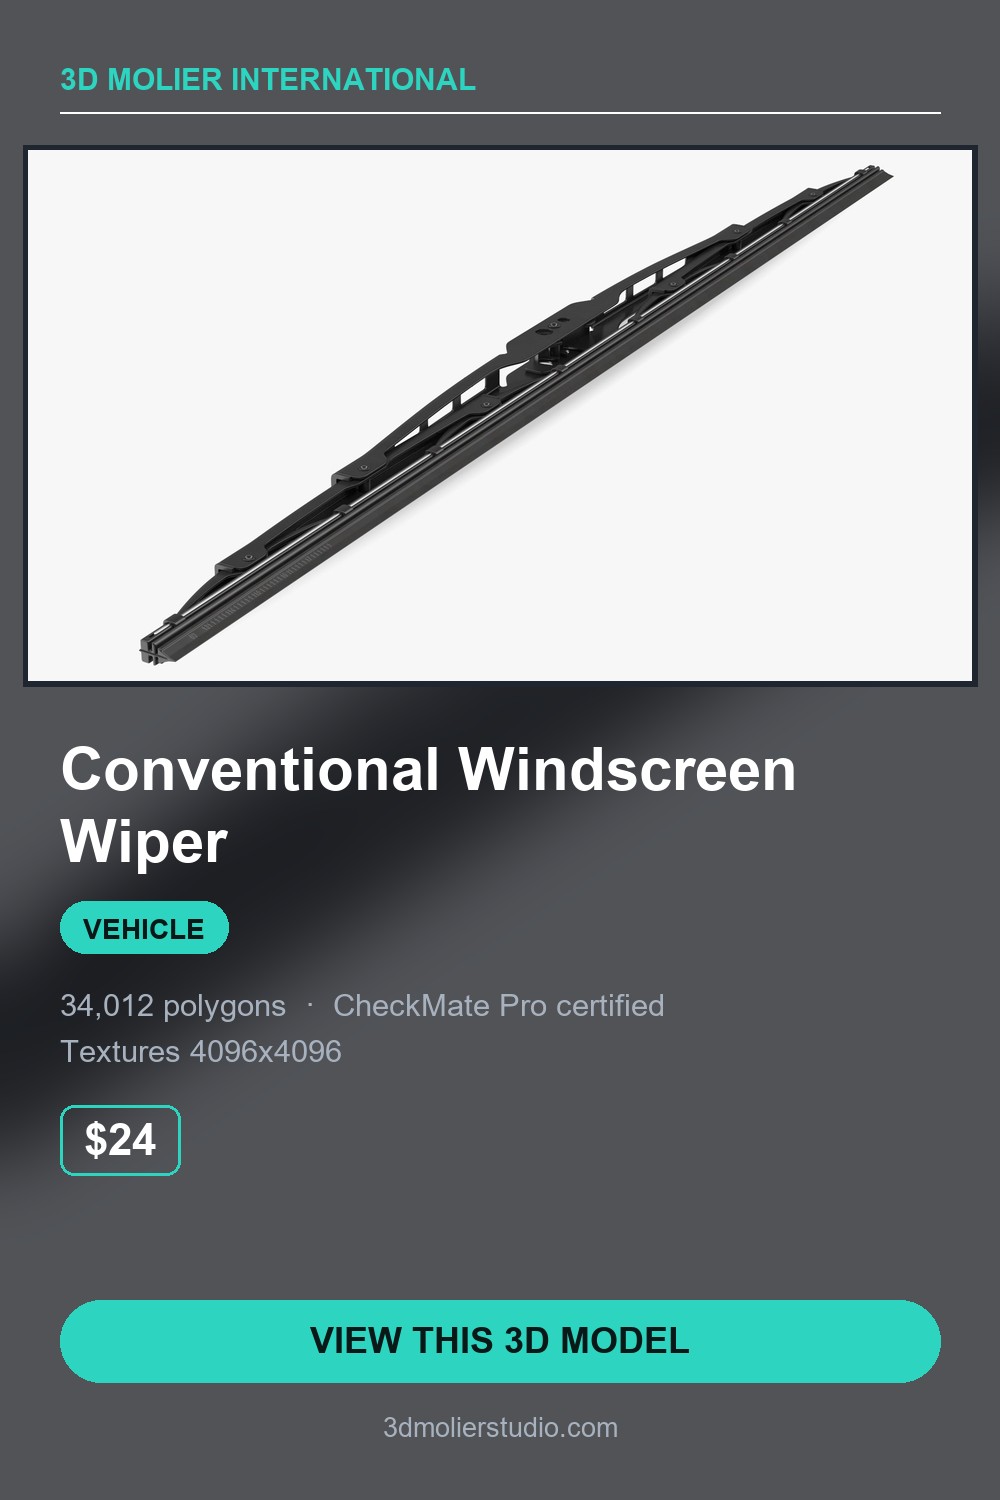 3D MOLIER INTERNATIONAL
Conventional Windscreen
Wiper
VEHICLE
34,012 polygons · CheckMate Pro certified
Textures 4096x4096
$24
VIEW THIS 3D MODEL
3dmolierstudio.com